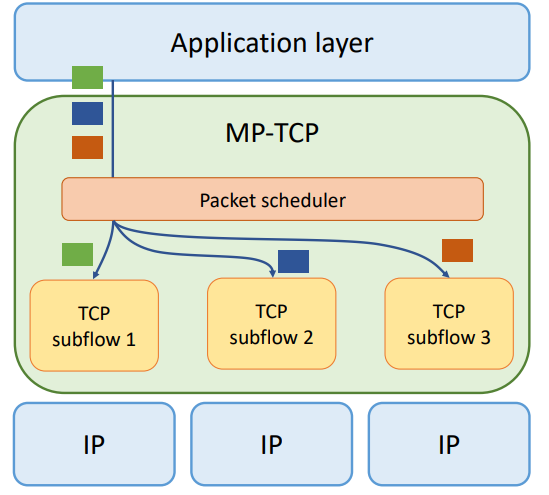 Application layer
MP-TCP
Packet scheduler
TCP
subflow 1
TCP
subflow 2
TCP
subflow 3
IP
IP
IP